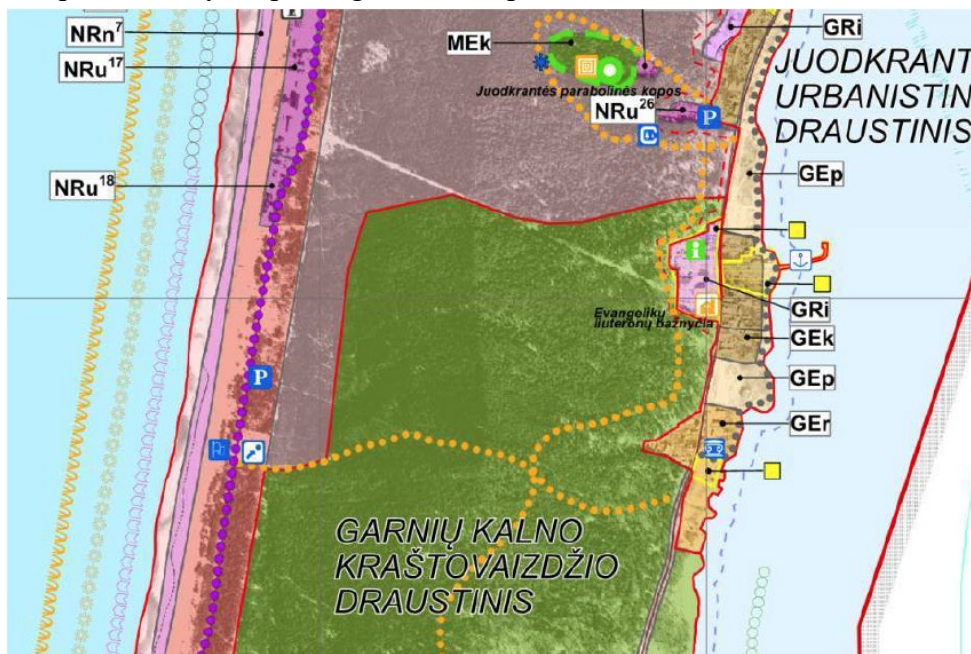 NRn⁷
NRu¹⁷
NRu¹⁸
MEk
Juodkrantės parabolinės kopos
NRu²⁶
P
GRi
JUODKRANT
URBANISTIN
DRAUSTINIS
GEp
i
Evangelikų
liuteronų bažnyčia
GRi
GEk
GEp
GEr
P
GARNIŲ KALNO
KRAŠTOVAIZDŽIO
DRAUSTINIS